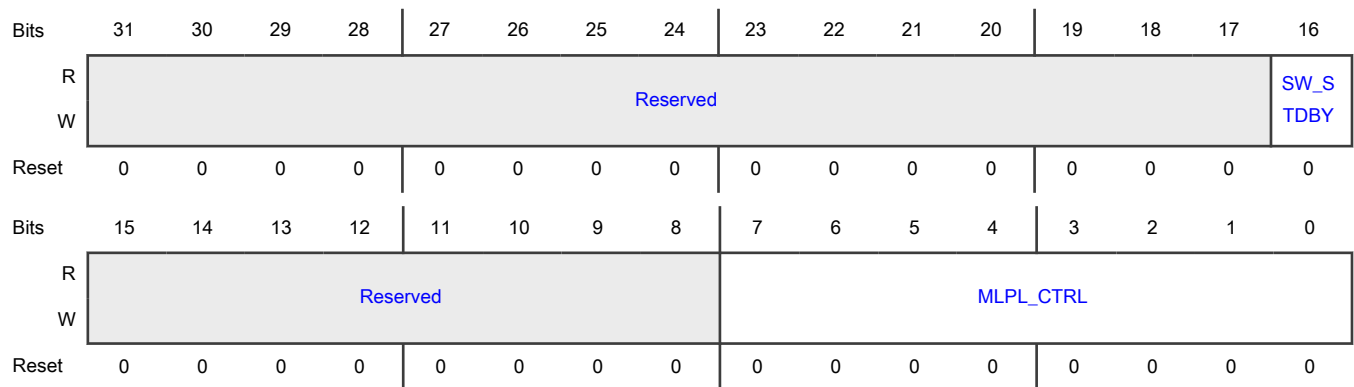 Bits 31 30 29 28 27 26 25 24 23 22 21 20 19 18 17 16
R
Reserved
SW_S
TDBY
W
Reset 0 0 0 0 0 0 0 0 0 0 0 0 0 0 0 0
Bits 15 14 13 12 11 10 9 8 7 6 5 4 3 2 1 0
R
Reserved MLPL_CTRL
W
Reset 0 0 0 0 0 0 0 0 0 0 0 0 0 0 0 0